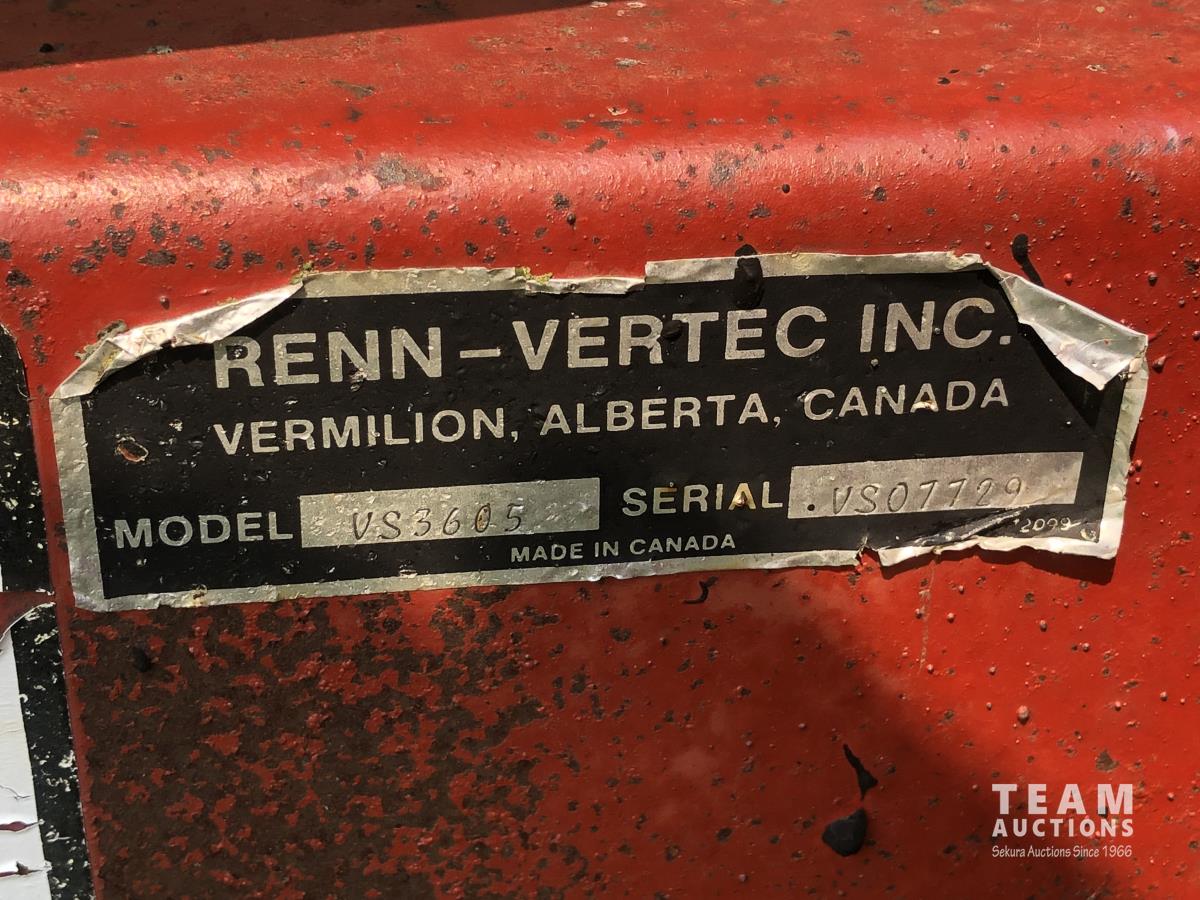 RENN-VERTEC INC.
VERMILION, ALBERTA, CANADA
MODEL VS3605 SERIAL VS07729
MADE IN CANADA 2099
TEAM
AUCTIONS
Sekura Auctions Since 1966